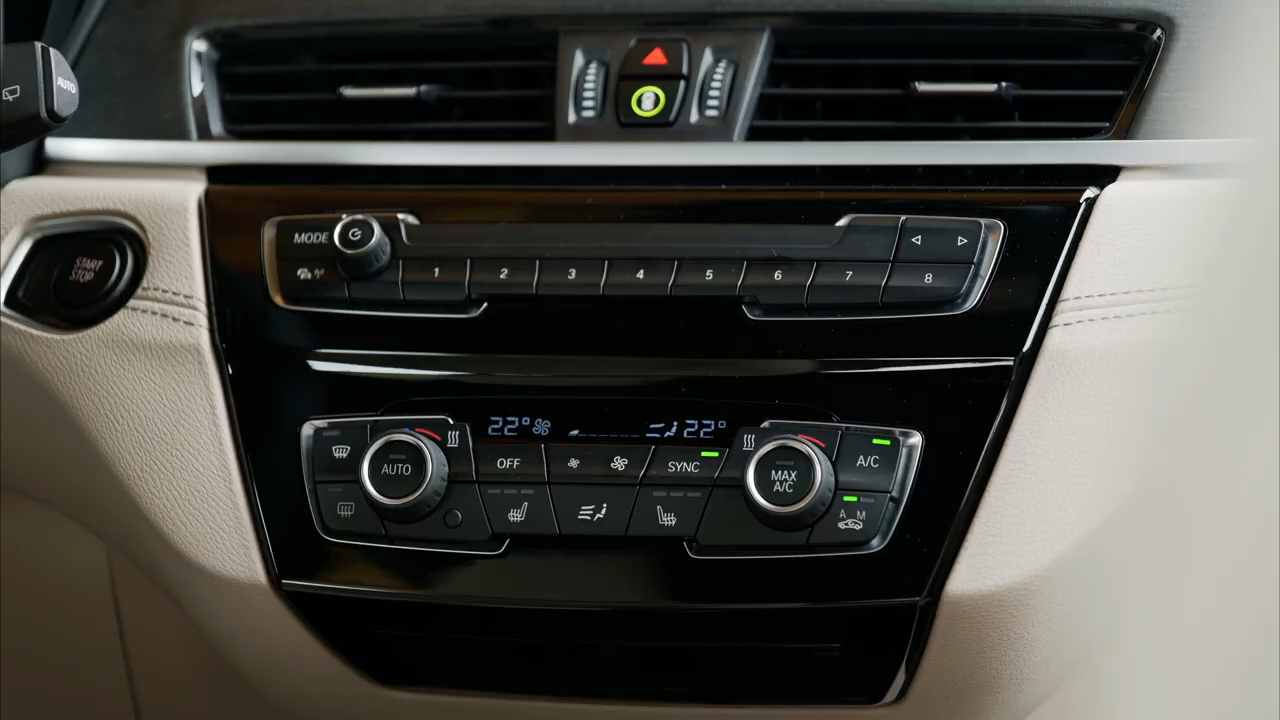 AUTO
START
STOP
MODE
1 2 3 4 5 6 7 8
22° 22°
AUTO
OFF
SYNC
MAX
A/C
A/C
A M